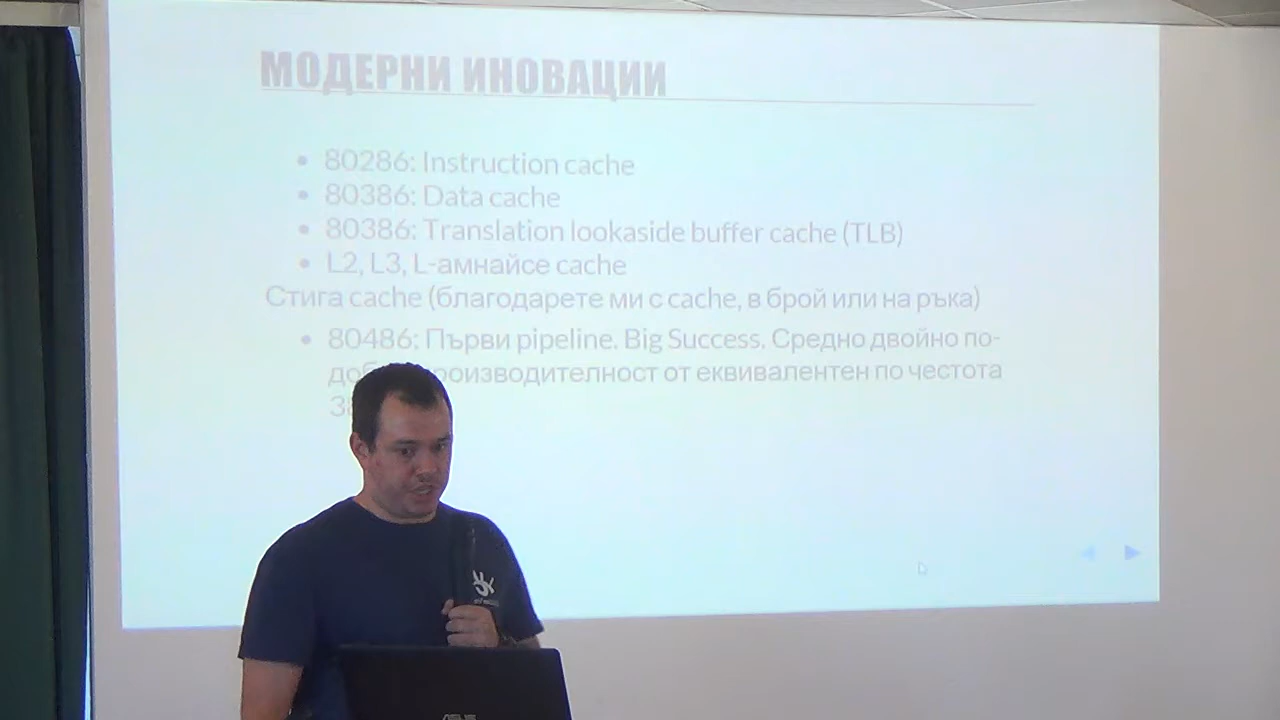 МОДЕРНИ ИНОВАЦИИ
80286: Instruction cache
80386: Data cache
80386: Translation lookaside buffer cache (TLB)
L2, L3, L-амнайсе cache
Стига cache (благодарете ми с cache, в брой или на ръка)
80486: Първи pipeline. Big Success. Средно двойно по-
производителност от еквивалентен по честота